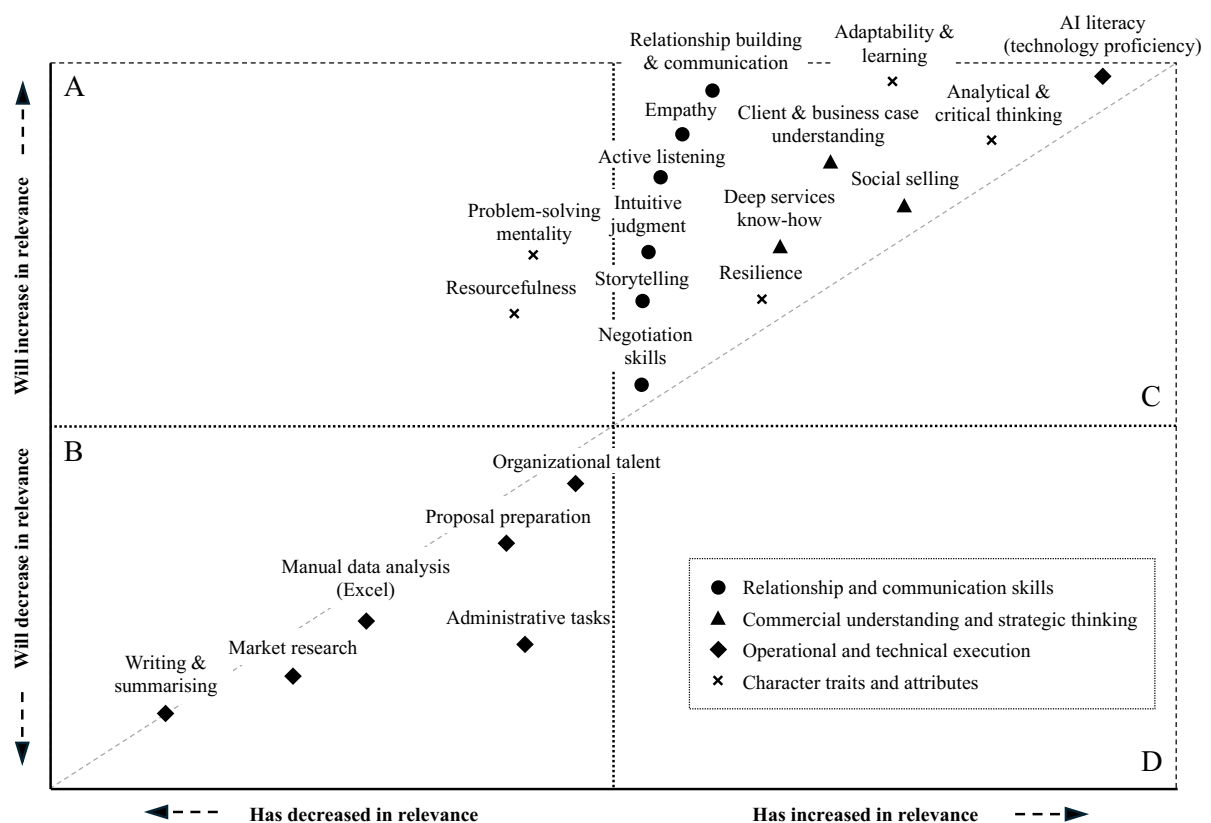 AI literacy
(technology proficiency)
Adaptability &
learning
Relationship building
& communication
A
Analytical &
critical thinking
Empathy
Client & business case
understanding
Active listening
Social selling
Intuitive
judgment
Deep services
know-how
Problem-solving
mentality
Resilience
Storytelling
Resourcefulness
Negotiation
skills
C
Will increase in relevance
B
Organizational talent
Proposal preparation
Manual data analysis
(Excel)
Administrative tasks
Market research
Writing &
summarising
Will decrease in relevance
Relationship and communication skills
Commercial understanding and strategic thinking
Operational and technical execution
Character traits and attributes
D
Has decreased in relevance
Has increased in relevance